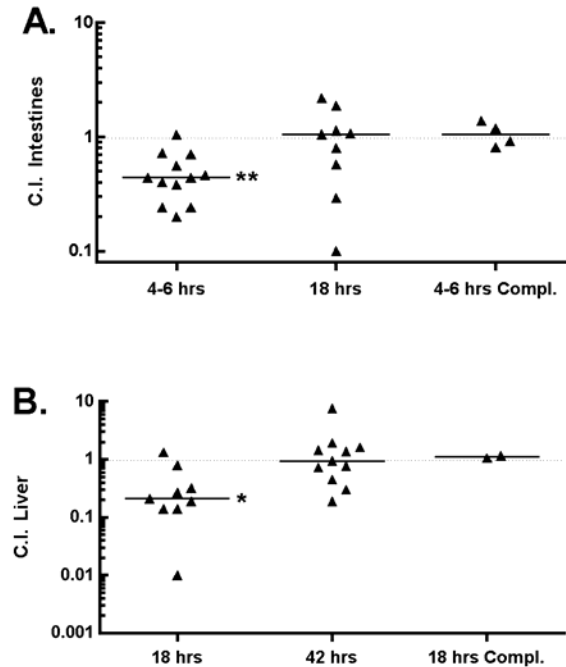 A.
C.I. Intestines
10
1
0.1
**
4-6 hrs 18 hrs 4-6 hrs Compl.
B.
C.I. Liver
10
1
0.1
0.01
0.001
*
18 hrs 42 hrs 18 hrs Compl.